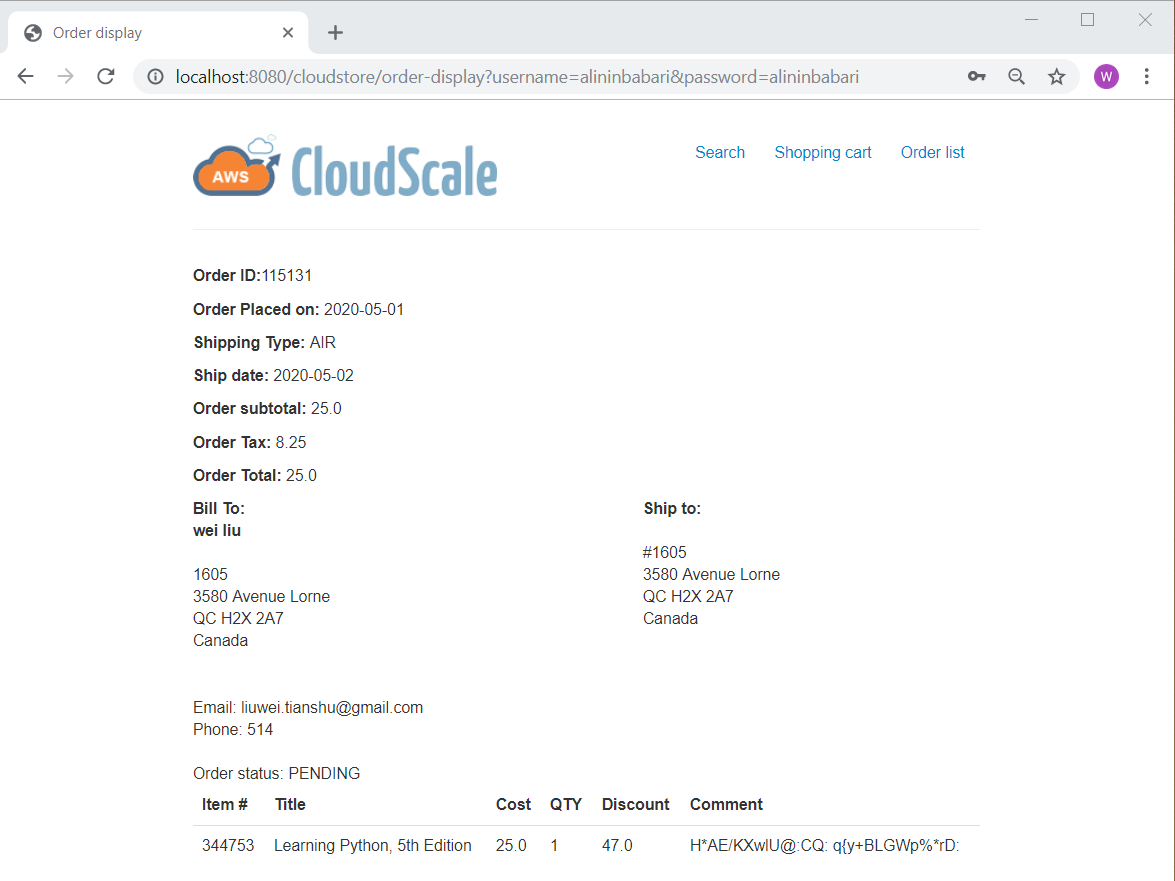 Order display
localhost:8080/cloudstore/order-display?username=alininbabari&password=alininbabari
W
AWS CloudScale
Search Shopping cart Order list
Order ID:115131
Order Placed on: 2020-05-01
Shipping Type: AIR
Ship date: 2020-05-02
Order subtotal: 25.0
Order Tax: 8.25
Order Total: 25.0
Bill To: Ship to:
wei liu
#1605
1605 3580 Avenue Lorne
3580 Avenue Lorne QC H2X 2A7
QC H2X 2A7 Canada
Canada
Email: liuwei.tianshu@gmail.com
Phone: 514
Order status: PENDING
Item # Title Cost QTY Discount Comment
344753 Learning Python, 5th Edition 25.0 1 47.0 H*AE/KXwlU@:CQ: q{y+BLGWp%*rD: